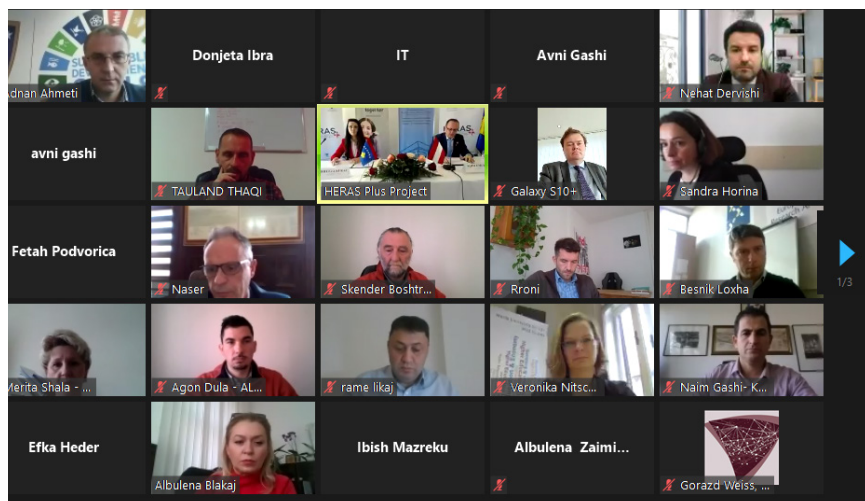 Adnan Ahmeti
Donjeta Ibra
IT
Avni Gashi
Nehat Dervishi
avni gashi
TAULAND THAQI
HERAS Plus Project
Galaxy S10+
Sandra Horina
Fetah Podvorica
Naser
Skender Boshtr...
Rroni
Besnik Loxha
1/3
Merita Shala - ...
Agon Dula - AL...
rame likaj
Veronika Nitsc...
Naim Gashi- K...
Efka Heder
Albulena Blakaj
Ibish Mazreku
Albulena Zaimi...
Gorazd Weiss, ...